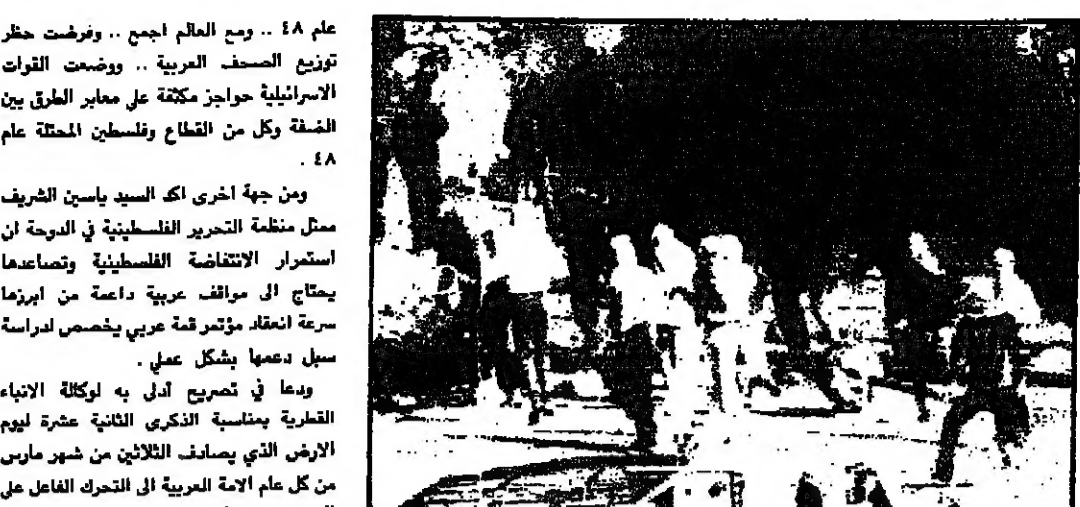 عام ٤٨ .. ومع العالم اجمع .. وفرضت حظر
توزيع الصحف العربية .. ووضعت القوات
الاسرائيلية حواجز مكثفة على معابر الطرق بين
الضفة وكل من القطاع وفلسطين المحتلة عام
٤٨ .
ومن جهة اخرى اكد السيد ياسين الشريف
ممثل منظمة التحرير الفلسطينية في الدوحة ان
استمرار الانتفاضة الفلسطينية وتصاعدها
يحتاج الى مواقف عربية داعمة من ابرزها
سرعة انعقاد مؤتمر قمة عربي يخصص لدراسة
سبل دعمها بشكل عملي .
ودعا في تصريح أدلى به لوكالة الانباء
القطرية بمناسبة الذكرى الثانية عشرة ليوم
الارض الذي يصادف الثلاثين من شهر مارس
من كل عام الامة العربية الى التحرك الفاعل على